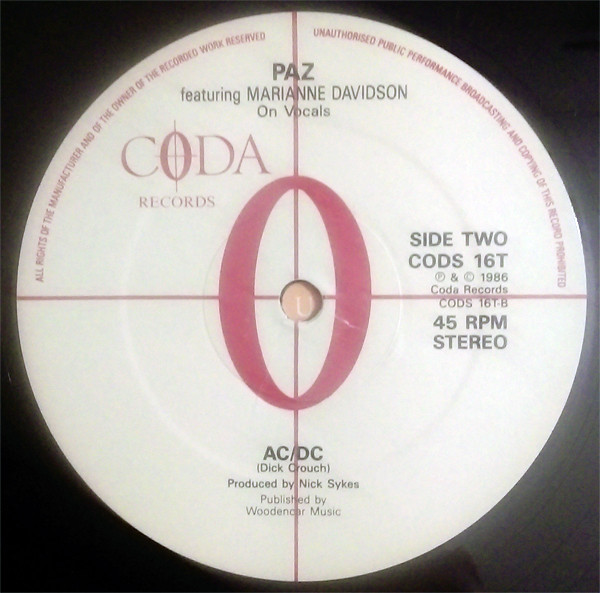 ALL RIGHTS OF THE MANUFACTURER AND OF THE OWNER OF THE RECORDED WORK RESERVED
UNAUTHORISED PUBLIC PERFORMANCE BROADCASTING AND COPYING OF THIS RECORD PROHIBITED
PAZ
featuring MARIANNE DAVIDSON
On Vocals
CODA
RECORDS
SIDE TWO
CODS 16T
℗ & © 1986
Coda Records
CODS 16T-B
45 RPM
STEREO
AC/DC
(Dick Crouch)
Produced by Nick Sykes
Published by
Woodencar Music